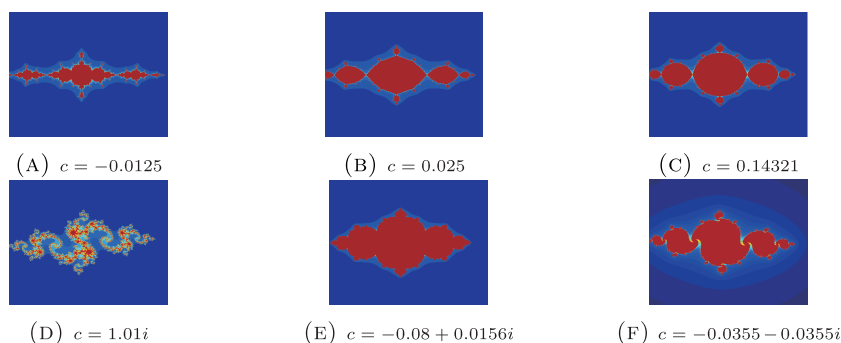 (A) c = −0.0125
(B) c = 0.025
(C) c = 0.14321
(D) c = 1.01i
(E) c = −0.08 + 0.0156i
(F) c = −0.0355 − 0.0355i